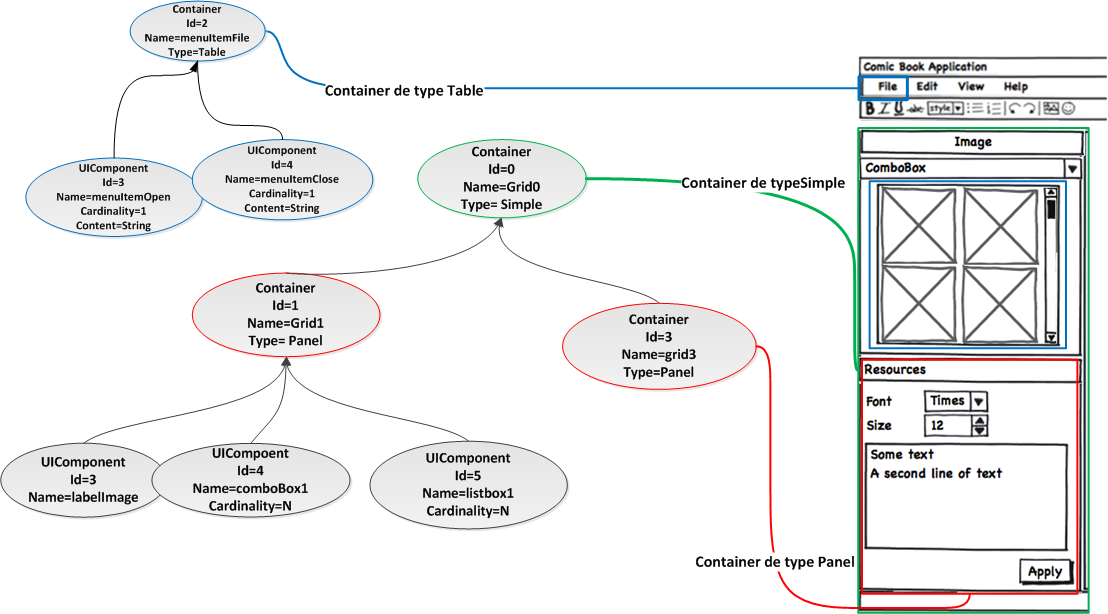 Container
Id=2
Name=menuItemFile
Type=Table
Container de type Table
UIComponent
Id=3
Name=menuItemOpen
Cardinality=1
Content=String
UIComponent
Id=4
Name=menuItemClose
Cardinality=1
Content=String
Container
Id=0
Name=Grid0
Type= Simple
Container de typeSimple
Container
Id=1
Name=Grid1
Type= Panel
Container
Id=3
Name=grid3
Type=Panel
UIComponent
Id=3
Name=labelImage
UICompoent
Id=4
Name=comboBox1
Cardinality=N
UIComponent
Id=5
Name=listbox1
Cardinality=N
Container de type Panel
Comic Book Application
File Edit View Help
B I U abc style
Image
ComboBox
Resources
Font Times
Size 12
Some text
A second line of text
Apply